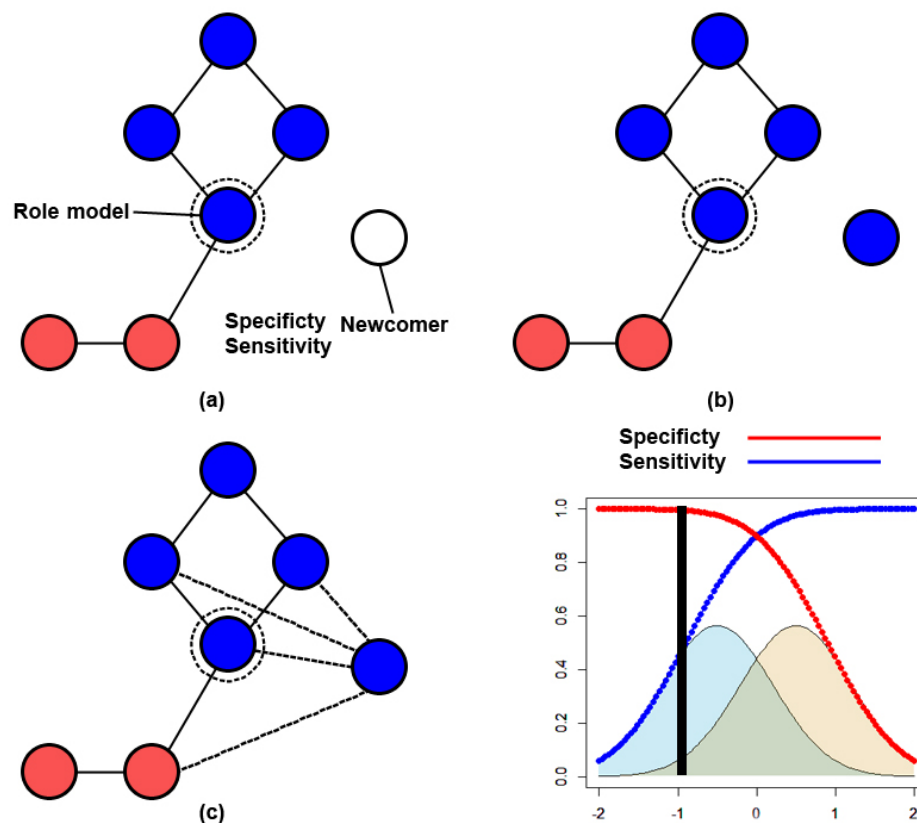 Role model
Specificty
Sensitivity
Newcomer
(a)
(b)
(c)
Specificty
Sensitivity
1.0
0.8
0.6
0.4
0.2
0.0
-2
-1
0
1
2